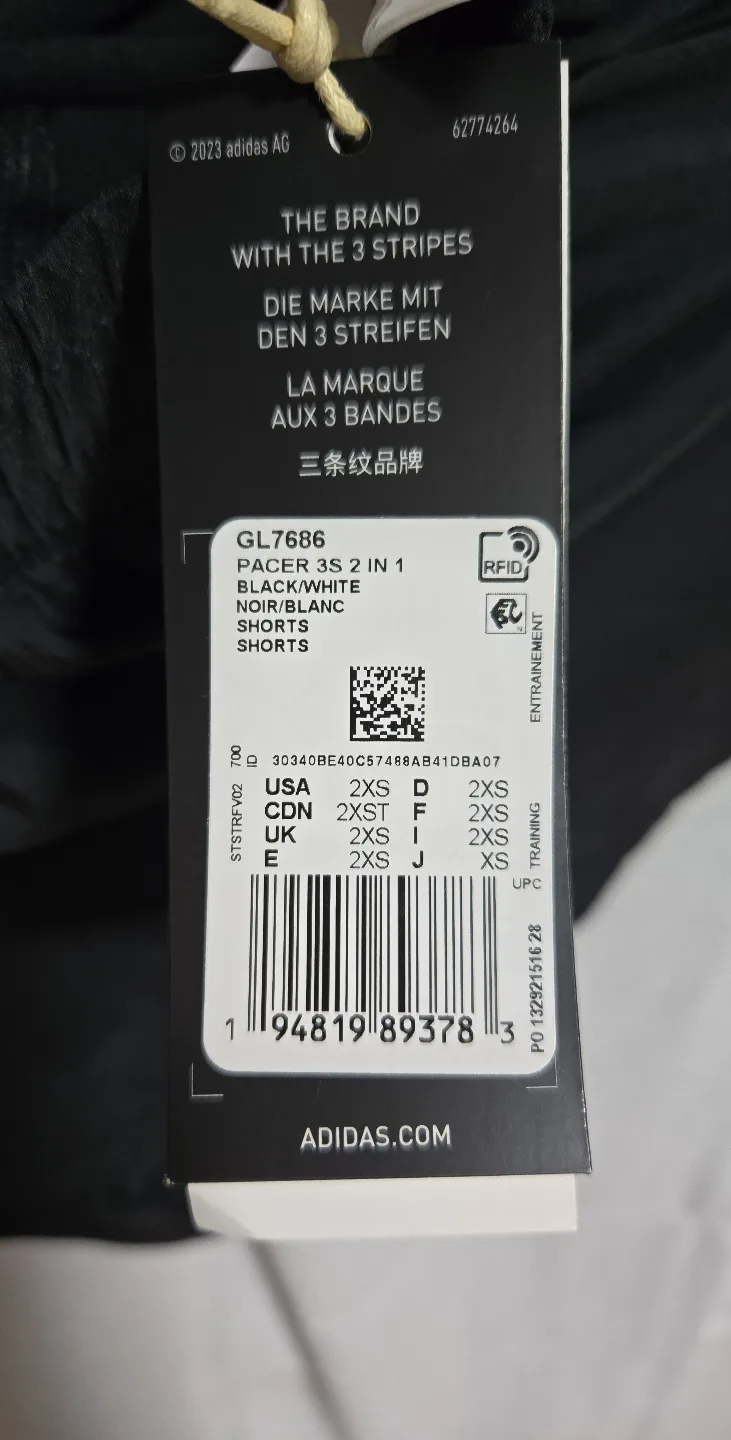 © 2023 adidas AG
62774264
THE BRAND
WITH THE 3 STRIPES
DIE MARKE MIT
DEN 3 STREIFEN
LA MARQUE
AUX 3 BANDES
三条纹品牌
GL7686
PACER 3S 2 IN 1
BLACK/WHITE
NOIR/BLANC
SHORTS
SHORTS
RFID
ENTRAINEMENT
TRAINING
STSTRFV02 700
ID 30340BE40C57488AB41DBA07
USA 2XS D 2XS
CDN 2XST F 2XS
UK 2XS I 2XS
E 2XS J XS
UPC
PO 132921516 28
1 94819 89378 3
ADIDAS.COM